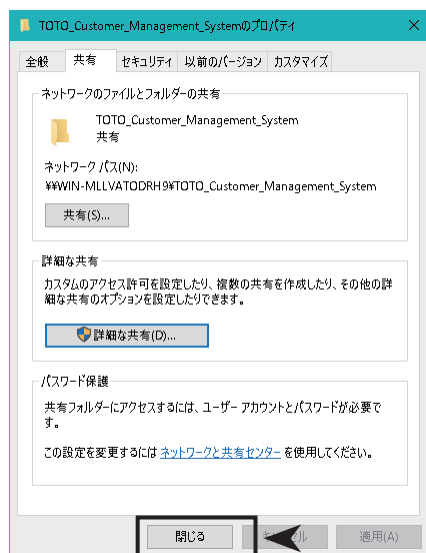 TOTO_Customer_Management_Systemのプロパティ
全般 共有 セキュリティ 以前のバージョン カスタマイズ
ネットワークのファイルとフォルダーの共有
TOTO_Customer_Management_System
共有
ネットワーク パス(N):
¥¥WIN-MLLVATODRH9¥TOTO_Customer_Management_System
共有(S)...
詳細な共有
カスタムのアクセス許可を設定したり、複数の共有を作成したり、その他の詳
細な共有のオプションを設定したりできます。
詳細な共有(D)...
パスワード保護
共有フォルダーにアクセスするには、ユーザー アカウントとパスワードが必要で
す。
この設定を変更するには ネットワークと共有センター を使用してください。
閉じる 適用(A)